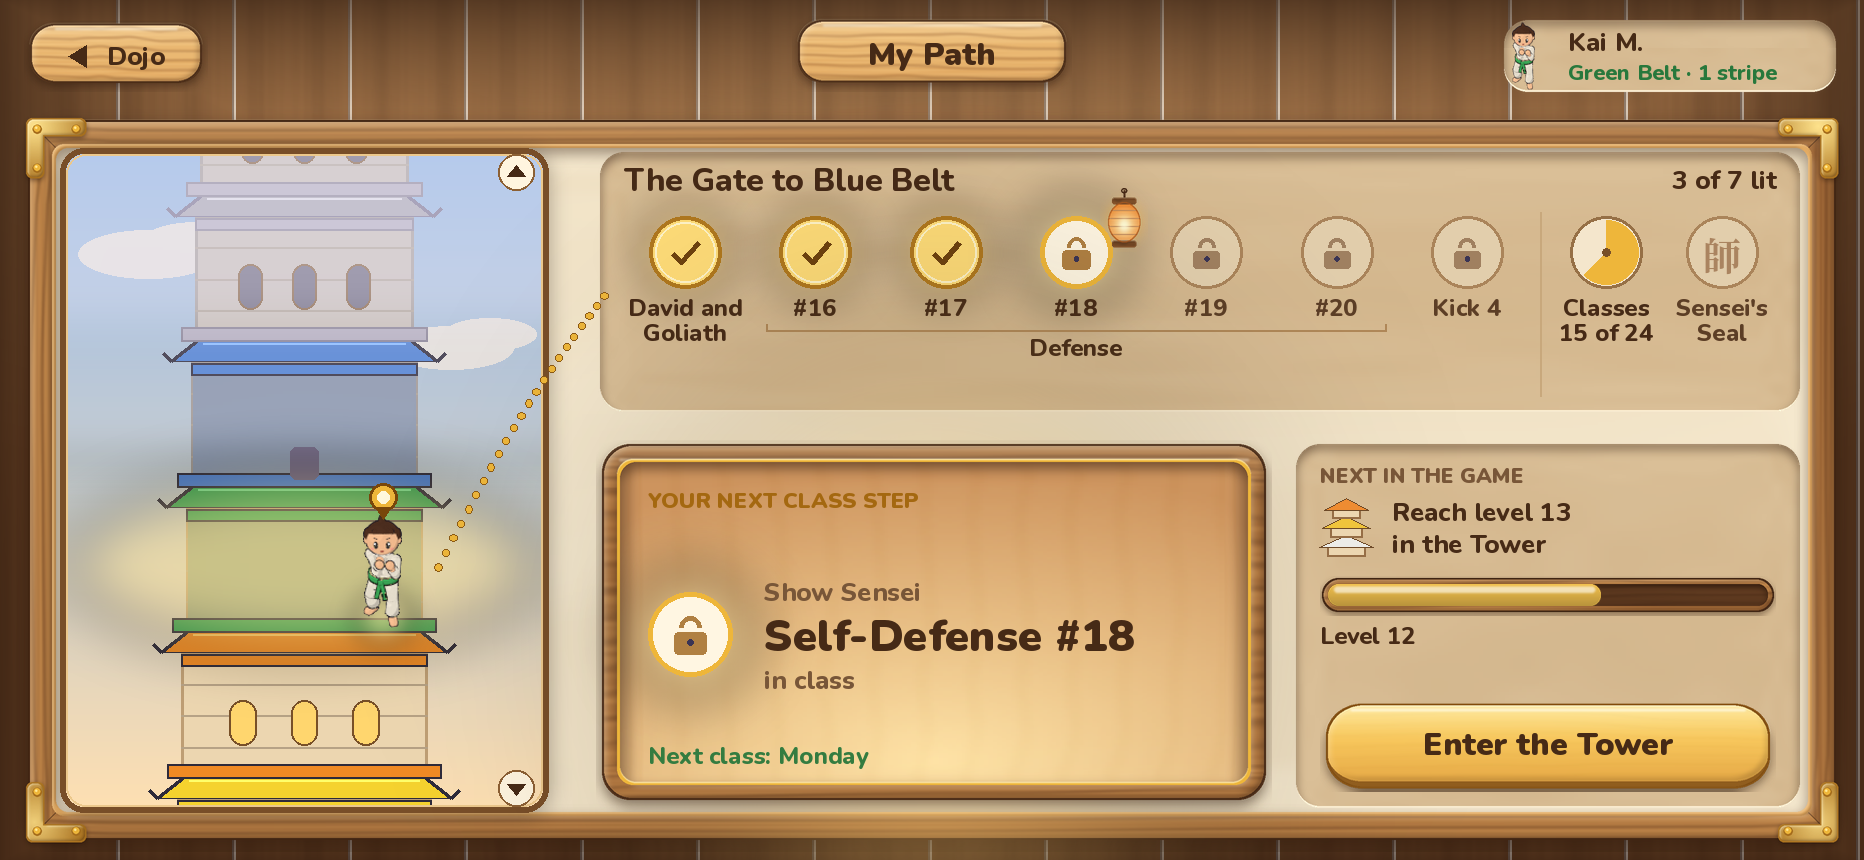 Dojo
My Path
Kai M.
Green Belt · 1 stripe
The Gate to Blue Belt
3 of 7 lit
David and
Goliath
#16
#17
#18
#19
#20
Defense
Kick 4
Classes
15 of 24
師
Sensei's
Seal
YOUR NEXT CLASS STEP
Show Sensei
Self-Defense #18
in class
Next class: Monday
NEXT IN THE GAME
Reach level 13
in the Tower
Level 12
Enter the Tower